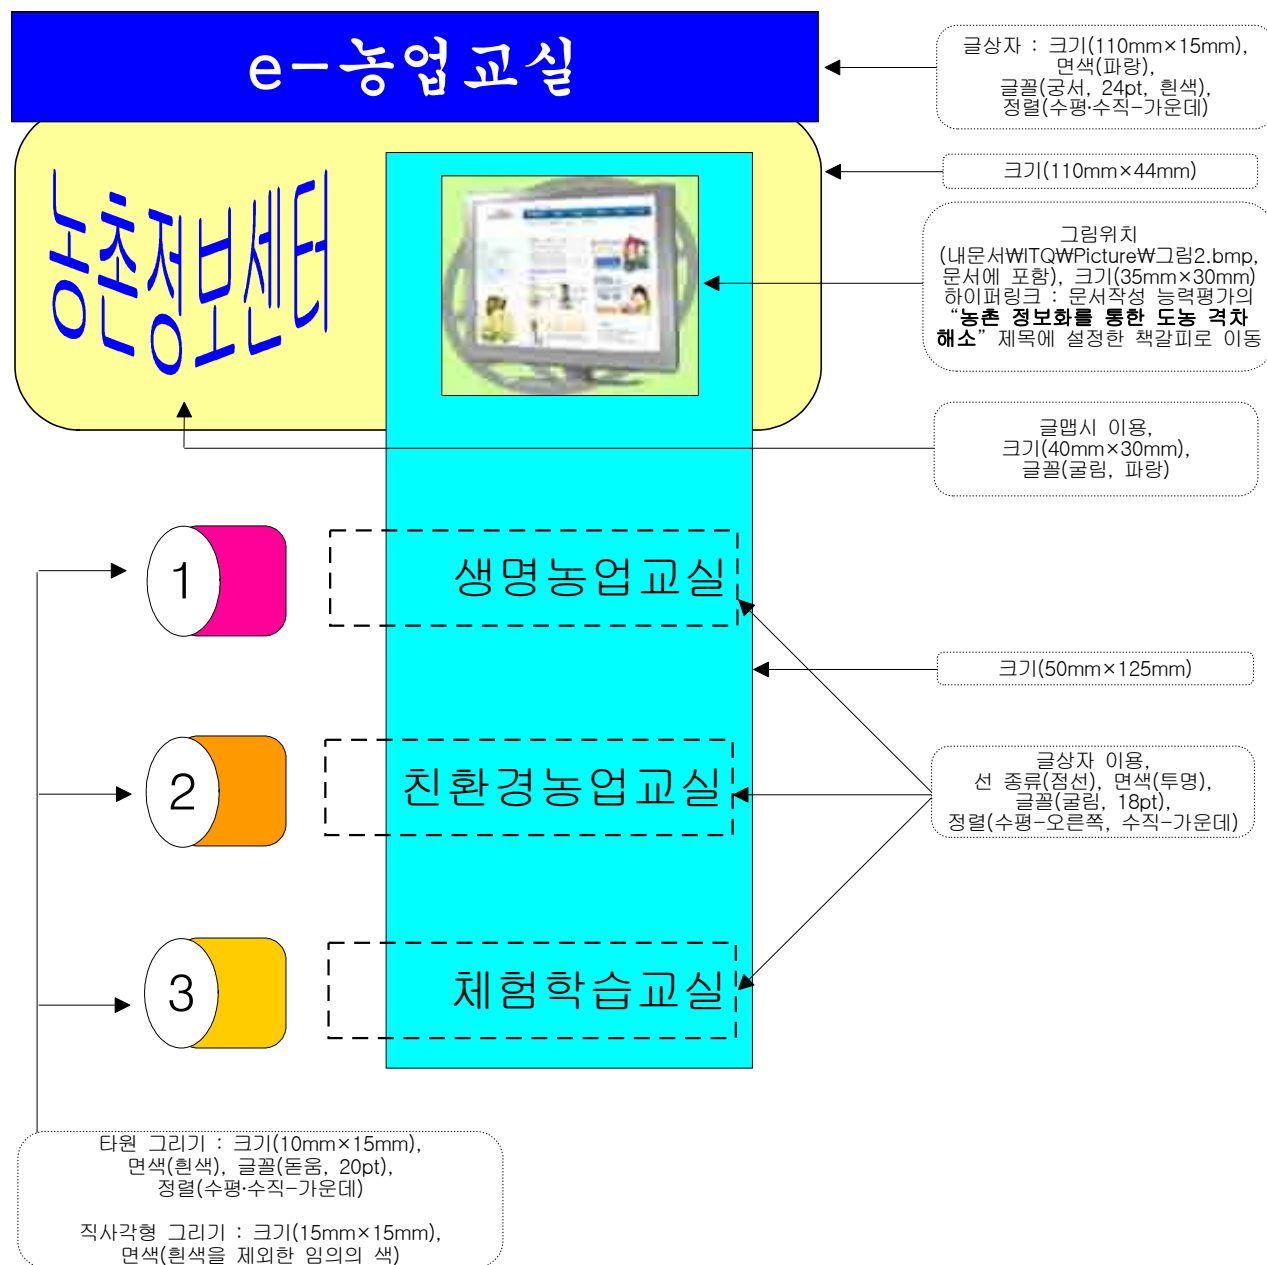 e-농업교실
글상자 : 크기(110mm×15mm),
면색(파랑),
글꼴(궁서, 24pt, 흰색),
정렬(수평·수직-가운데)
크기(110mm×44mm)
농촌정보센터
그림위치
(내문서₩ITQ₩Picture₩그림2.bmp,
문서에 포함), 크기(35mm×30mm)
하이퍼링크 : 문서작성 능력평가의
“농촌 정보화를 통한 도농 격차
해소” 제목에 설정한 책갈피로 이동
글맵시 이용,
크기(40mm×30mm),
글꼴(굴림, 파랑)
1
생명농업교실
크기(50mm×125mm)
2
친환경농업교실
글상자 이용,
선 종류(점선), 면색(투명),
글꼴(굴림, 18pt),
정렬(수평-오른쪽, 수직-가운데)
3
체험학습교실
타원 그리기 : 크기(10mm×15mm),
면색(흰색), 글꼴(돋움, 20pt),
정렬(수평·수직-가운데)
직사각형 그리기 : 크기(15mm×15mm),
면색(흰색을 제외한 임의의 색)